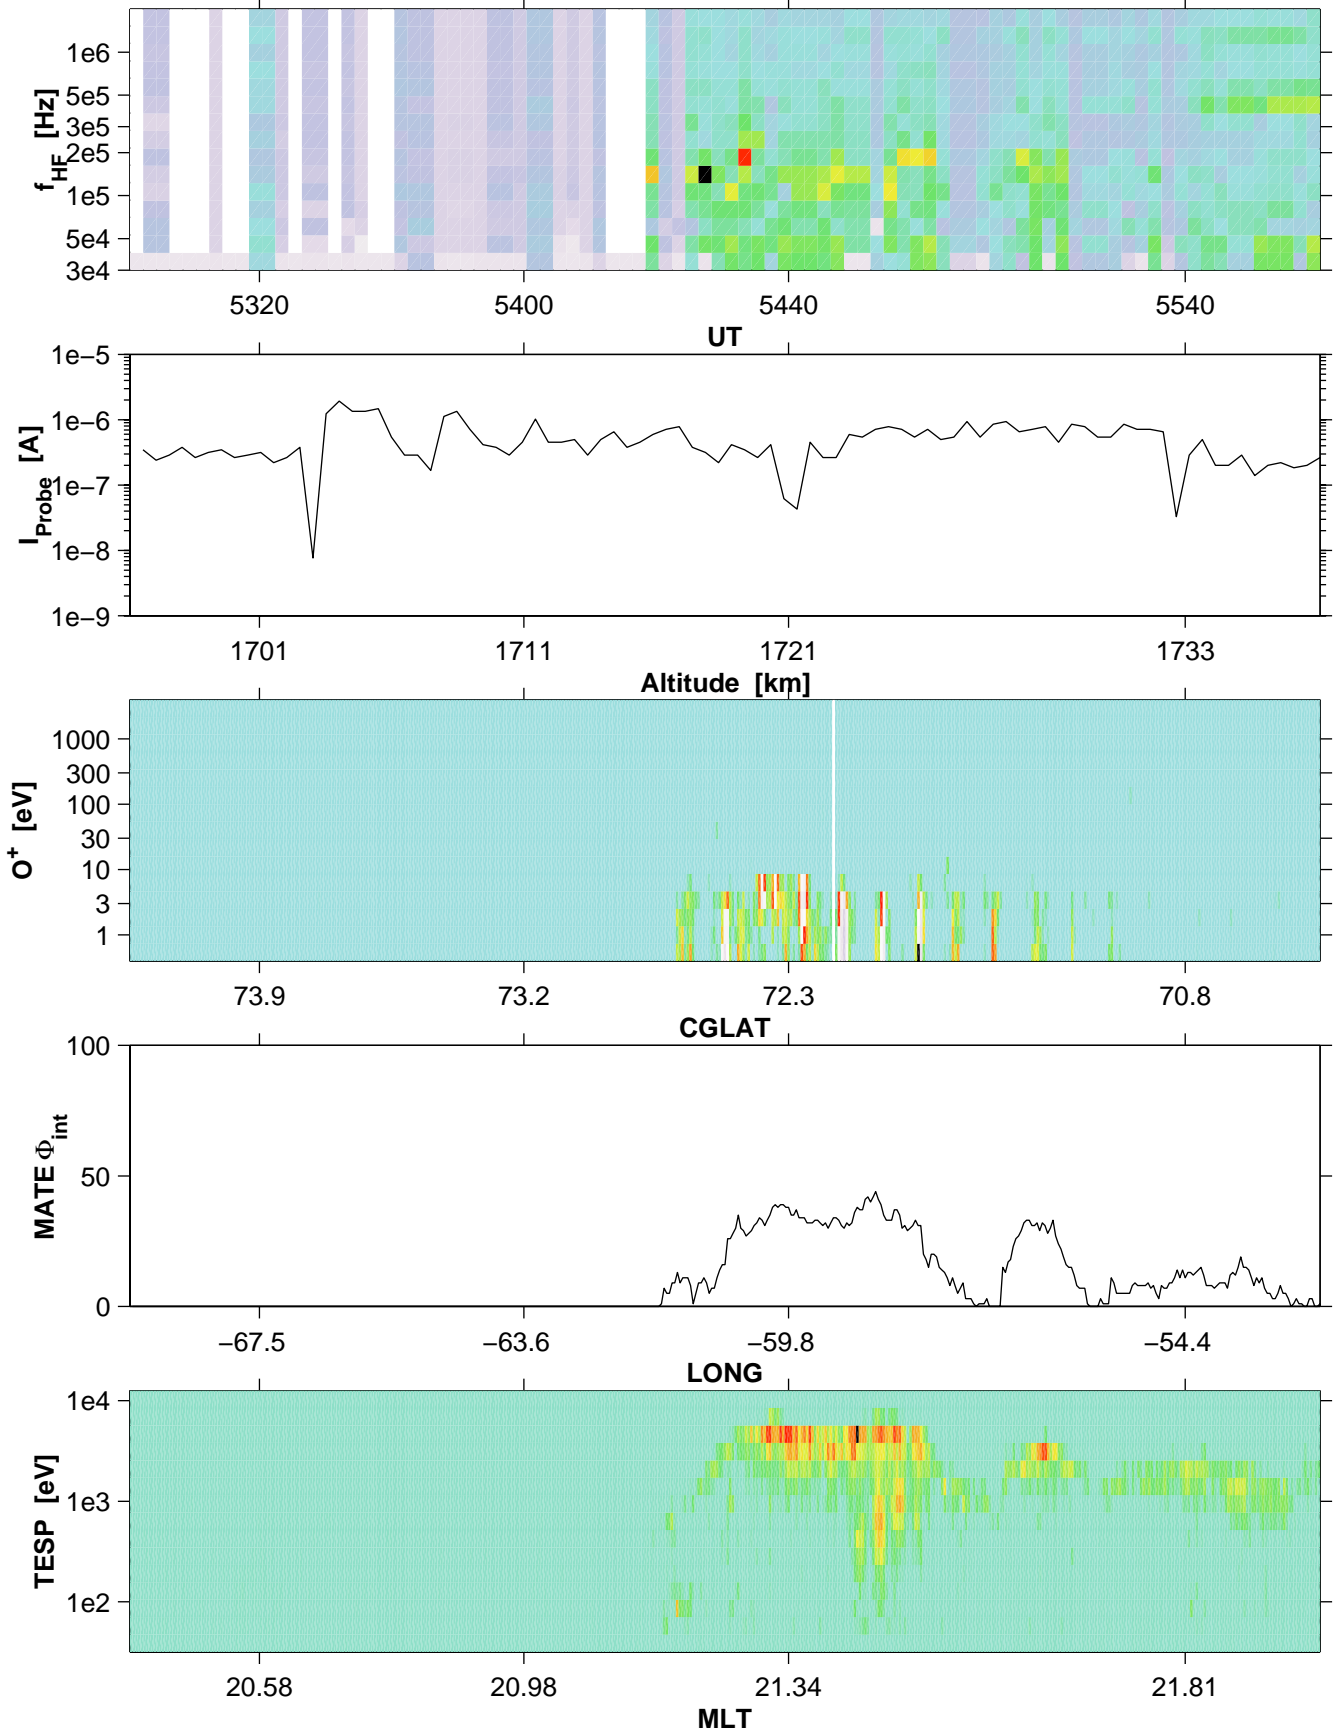 1e6
5e5
3e5
2e5
1e5
5e4
3e4
f_HF [Hz]
5320 5400 5440 5540
UT
1e−5
1e−6
1e−7
1e−8
1e−9
I_Probe [A]
1701 1711 1721 1733
Altitude [km]
1000
300
100
30
10
3
1
O⁺ [eV]
73.9 73.2 72.3 70.8
CGLAT
100
50
0
MATE Φ_int
−67.5 −63.6 −59.8 −54.4
LONG
1e4
1e3
1e2
TESP [eV]
20.58 20.98 21.34 21.81
MLT